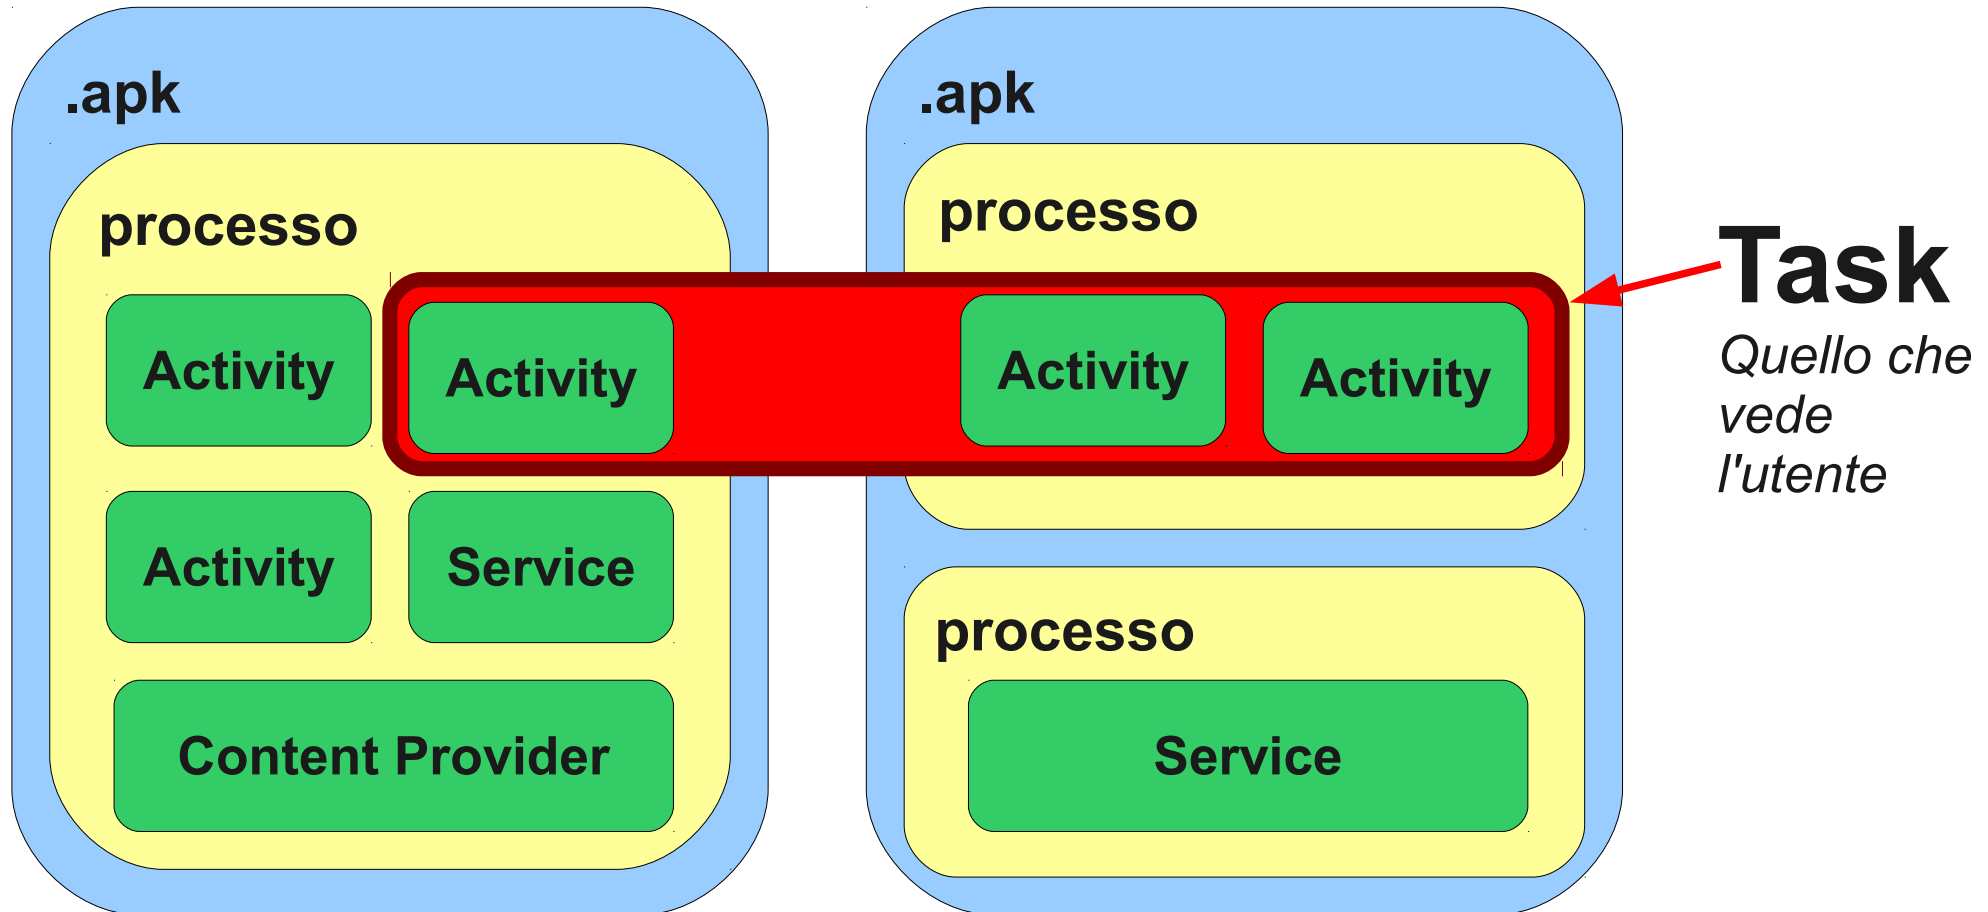 .apk
processo
Activity
Activity
Activity
Service
Content Provider
.apk
processo
Activity
Activity
processo
Service
Task
Quello che
vede
l'utente